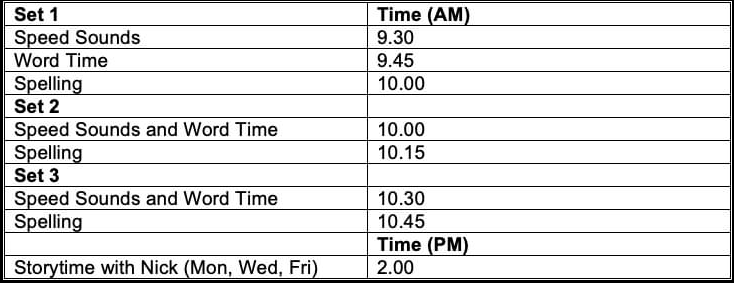 Set 1 Time (AM)
Speed Sounds 9.30
Word Time 9.45
Spelling 10.00
Set 2
Speed Sounds and Word Time 10.00
Spelling 10.15
Set 3
Speed Sounds and Word Time 10.30
Spelling 10.45
Time (PM)
Storytime with Nick (Mon, Wed, Fri) 2.00